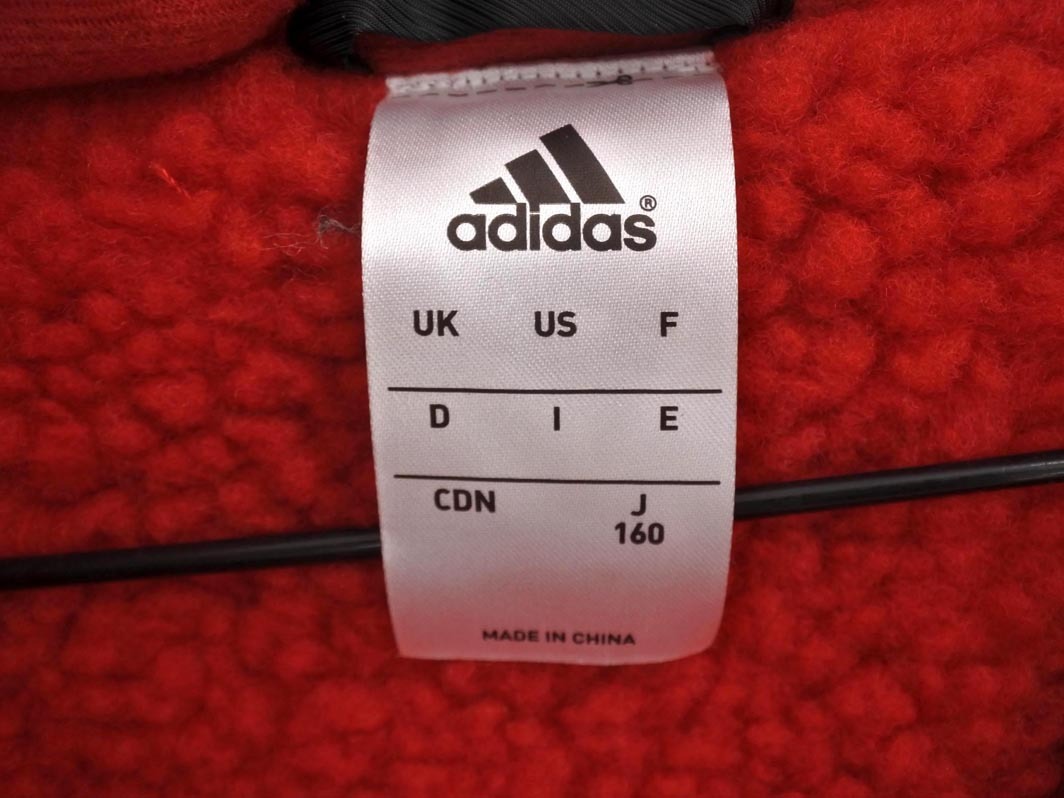 adidas®
UK US F
D I E
CDN J
160
MADE IN CHINA